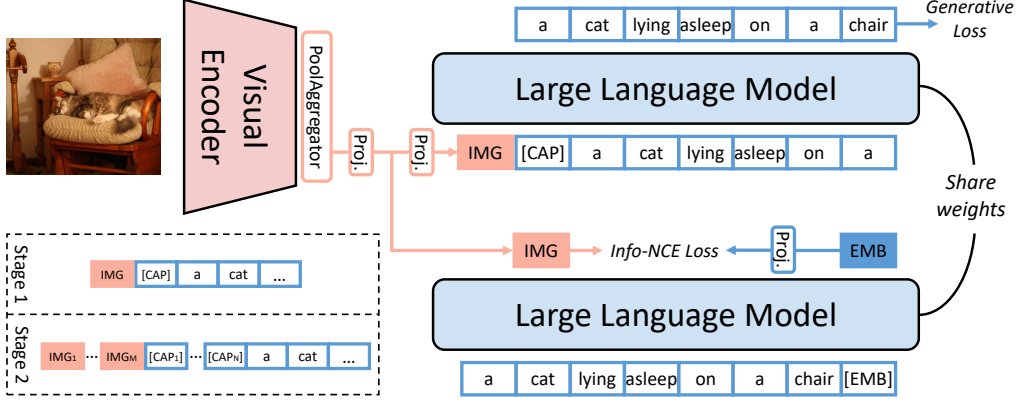 a cat lying asleep on a chair
Generative
Loss
Visual
Encoder
PoolAggregator
Large Language Model
Proj.
Proj.
IMG [CAP] a cat lying asleep on a
Share
weights
IMG
Info-NCE Loss
Proj.
EMB
Large Language Model
a cat lying asleep on a chair [EMB]
Stage 1
IMG [CAP] a cat ...
Stage 2
IMG1 ... IMGM [CAP1] ... [CAPN] a cat ...